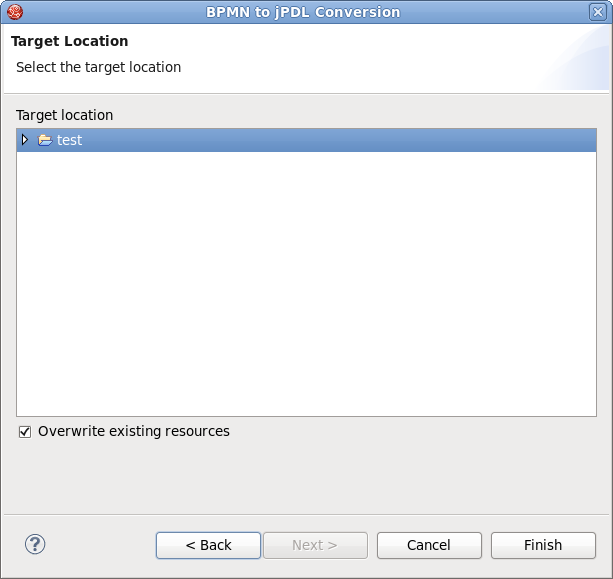 BPMN to jPDL Conversion
Target Location
Select the target location
Target location
test
Overwrite existing resources
< Back
Next >
Cancel
Finish